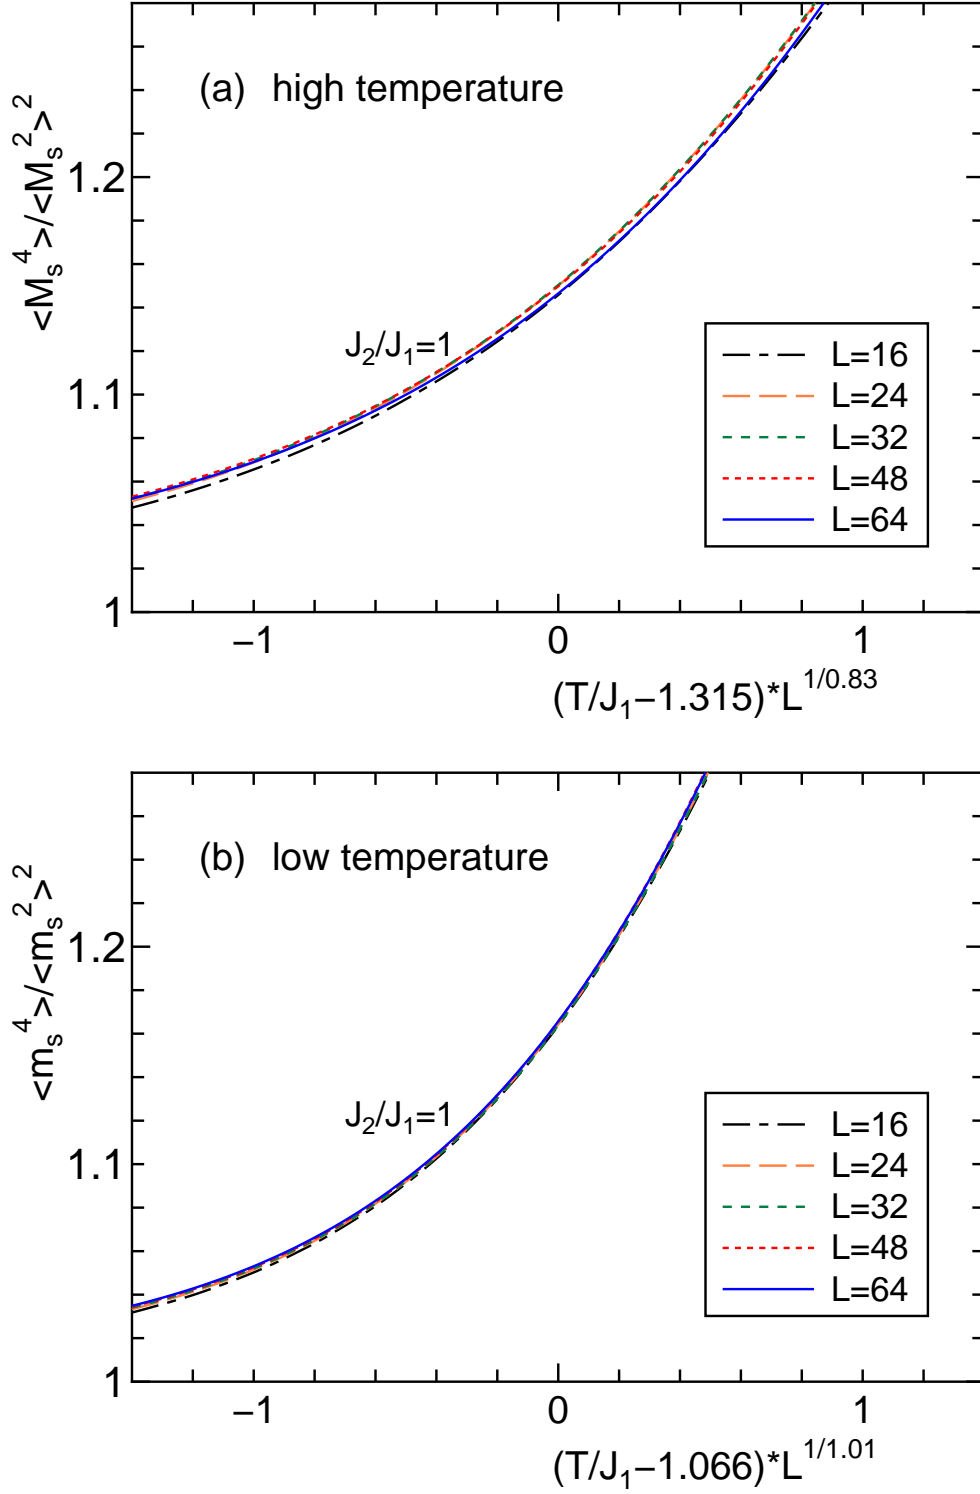 (a) high temperature
<M_s^4>/<M_s^2>^2
1.2
1.1
1
J_2/J_1=1
L=16
L=24
L=32
L=48
L=64
−1 0 1
(T/J_1−1.315)*L^{1/0.83}
(b) low temperature
<m_s^4>/<m_s^2>^2
1.2
1.1
1
J_2/J_1=1
L=16
L=24
L=32
L=48
L=64
−1 0 1
(T/J_1−1.066)*L^{1/1.01}